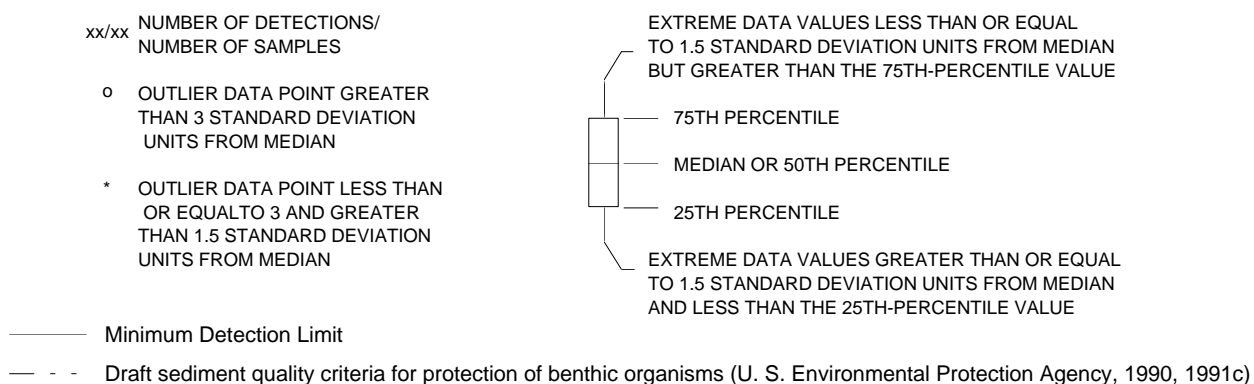 xx/xx NUMBER OF DETECTIONS/
NUMBER OF SAMPLES
o OUTLIER DATA POINT GREATER
THAN 3 STANDARD DEVIATION
UNITS FROM MEDIAN
* OUTLIER DATA POINT LESS THAN
OR EQUALTO 3 AND GREATER
THAN 1.5 STANDARD DEVIATION
UNITS FROM MEDIAN
EXTREME DATA VALUES LESS THAN OR EQUAL
TO 1.5 STANDARD DEVIATION UNITS FROM MEDIAN
BUT GREATER THAN THE 75TH-PERCENTILE VALUE
75TH PERCENTILE
MEDIAN OR 50TH PERCENTILE
25TH PERCENTILE
EXTREME DATA VALUES GREATER THAN OR EQUAL
TO 1.5 STANDARD DEVIATION UNITS FROM MEDIAN
AND LESS THAN THE 25TH-PERCENTILE VALUE
Minimum Detection Limit
Draft sediment quality criteria for protection of benthic organisms (U. S. Environmental Protection Agency, 1990, 1991c)